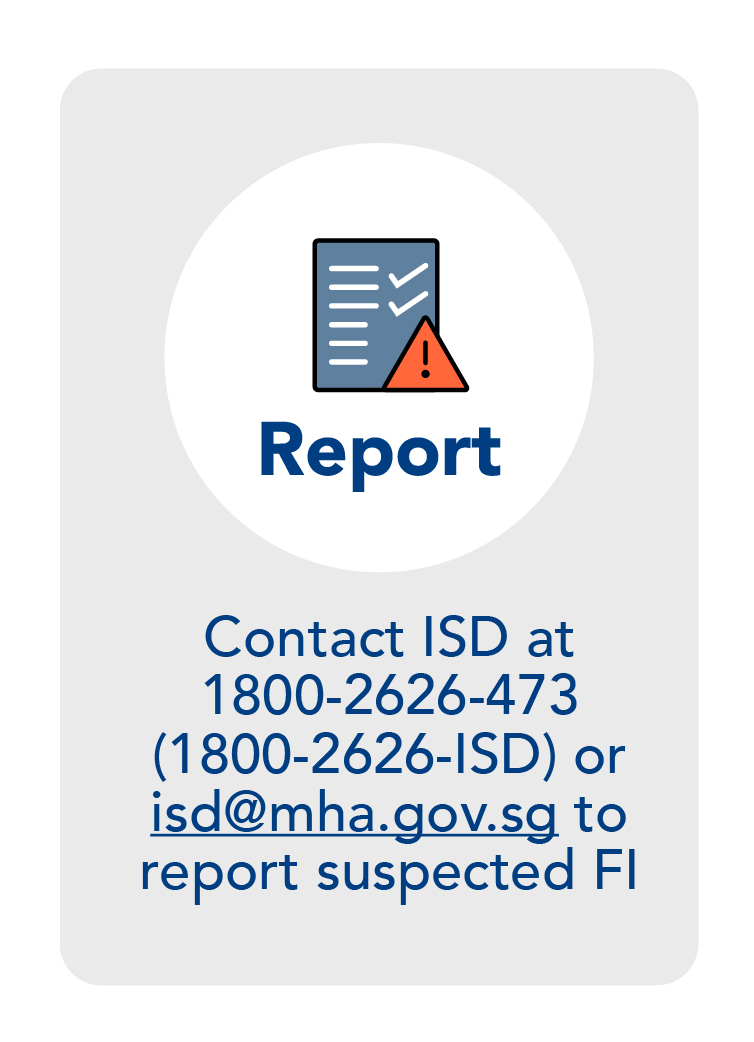 Report
Contact ISD at
1800-2626-473
(1800-2626-ISD) or
isd@mha.gov.sg to
report suspected FI